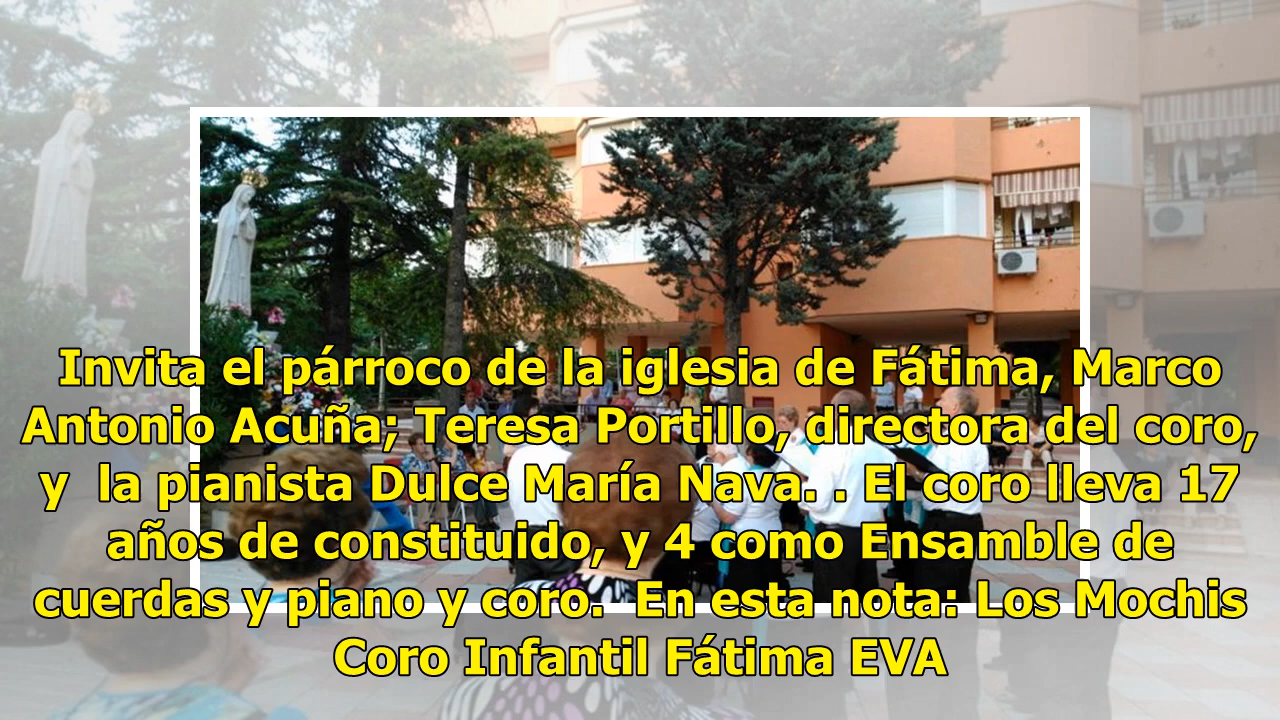 Invita el párroco de la iglesia de Fátima, Marco
Antonio Acuña; Teresa Portillo, directora del coro,
y  la pianista Dulce María Nava. . El coro lleva 17
años de constituido, y 4 como Ensamble de
cuerdas y piano y coro.  En esta nota: Los Mochis
Coro Infantil Fátima EVA